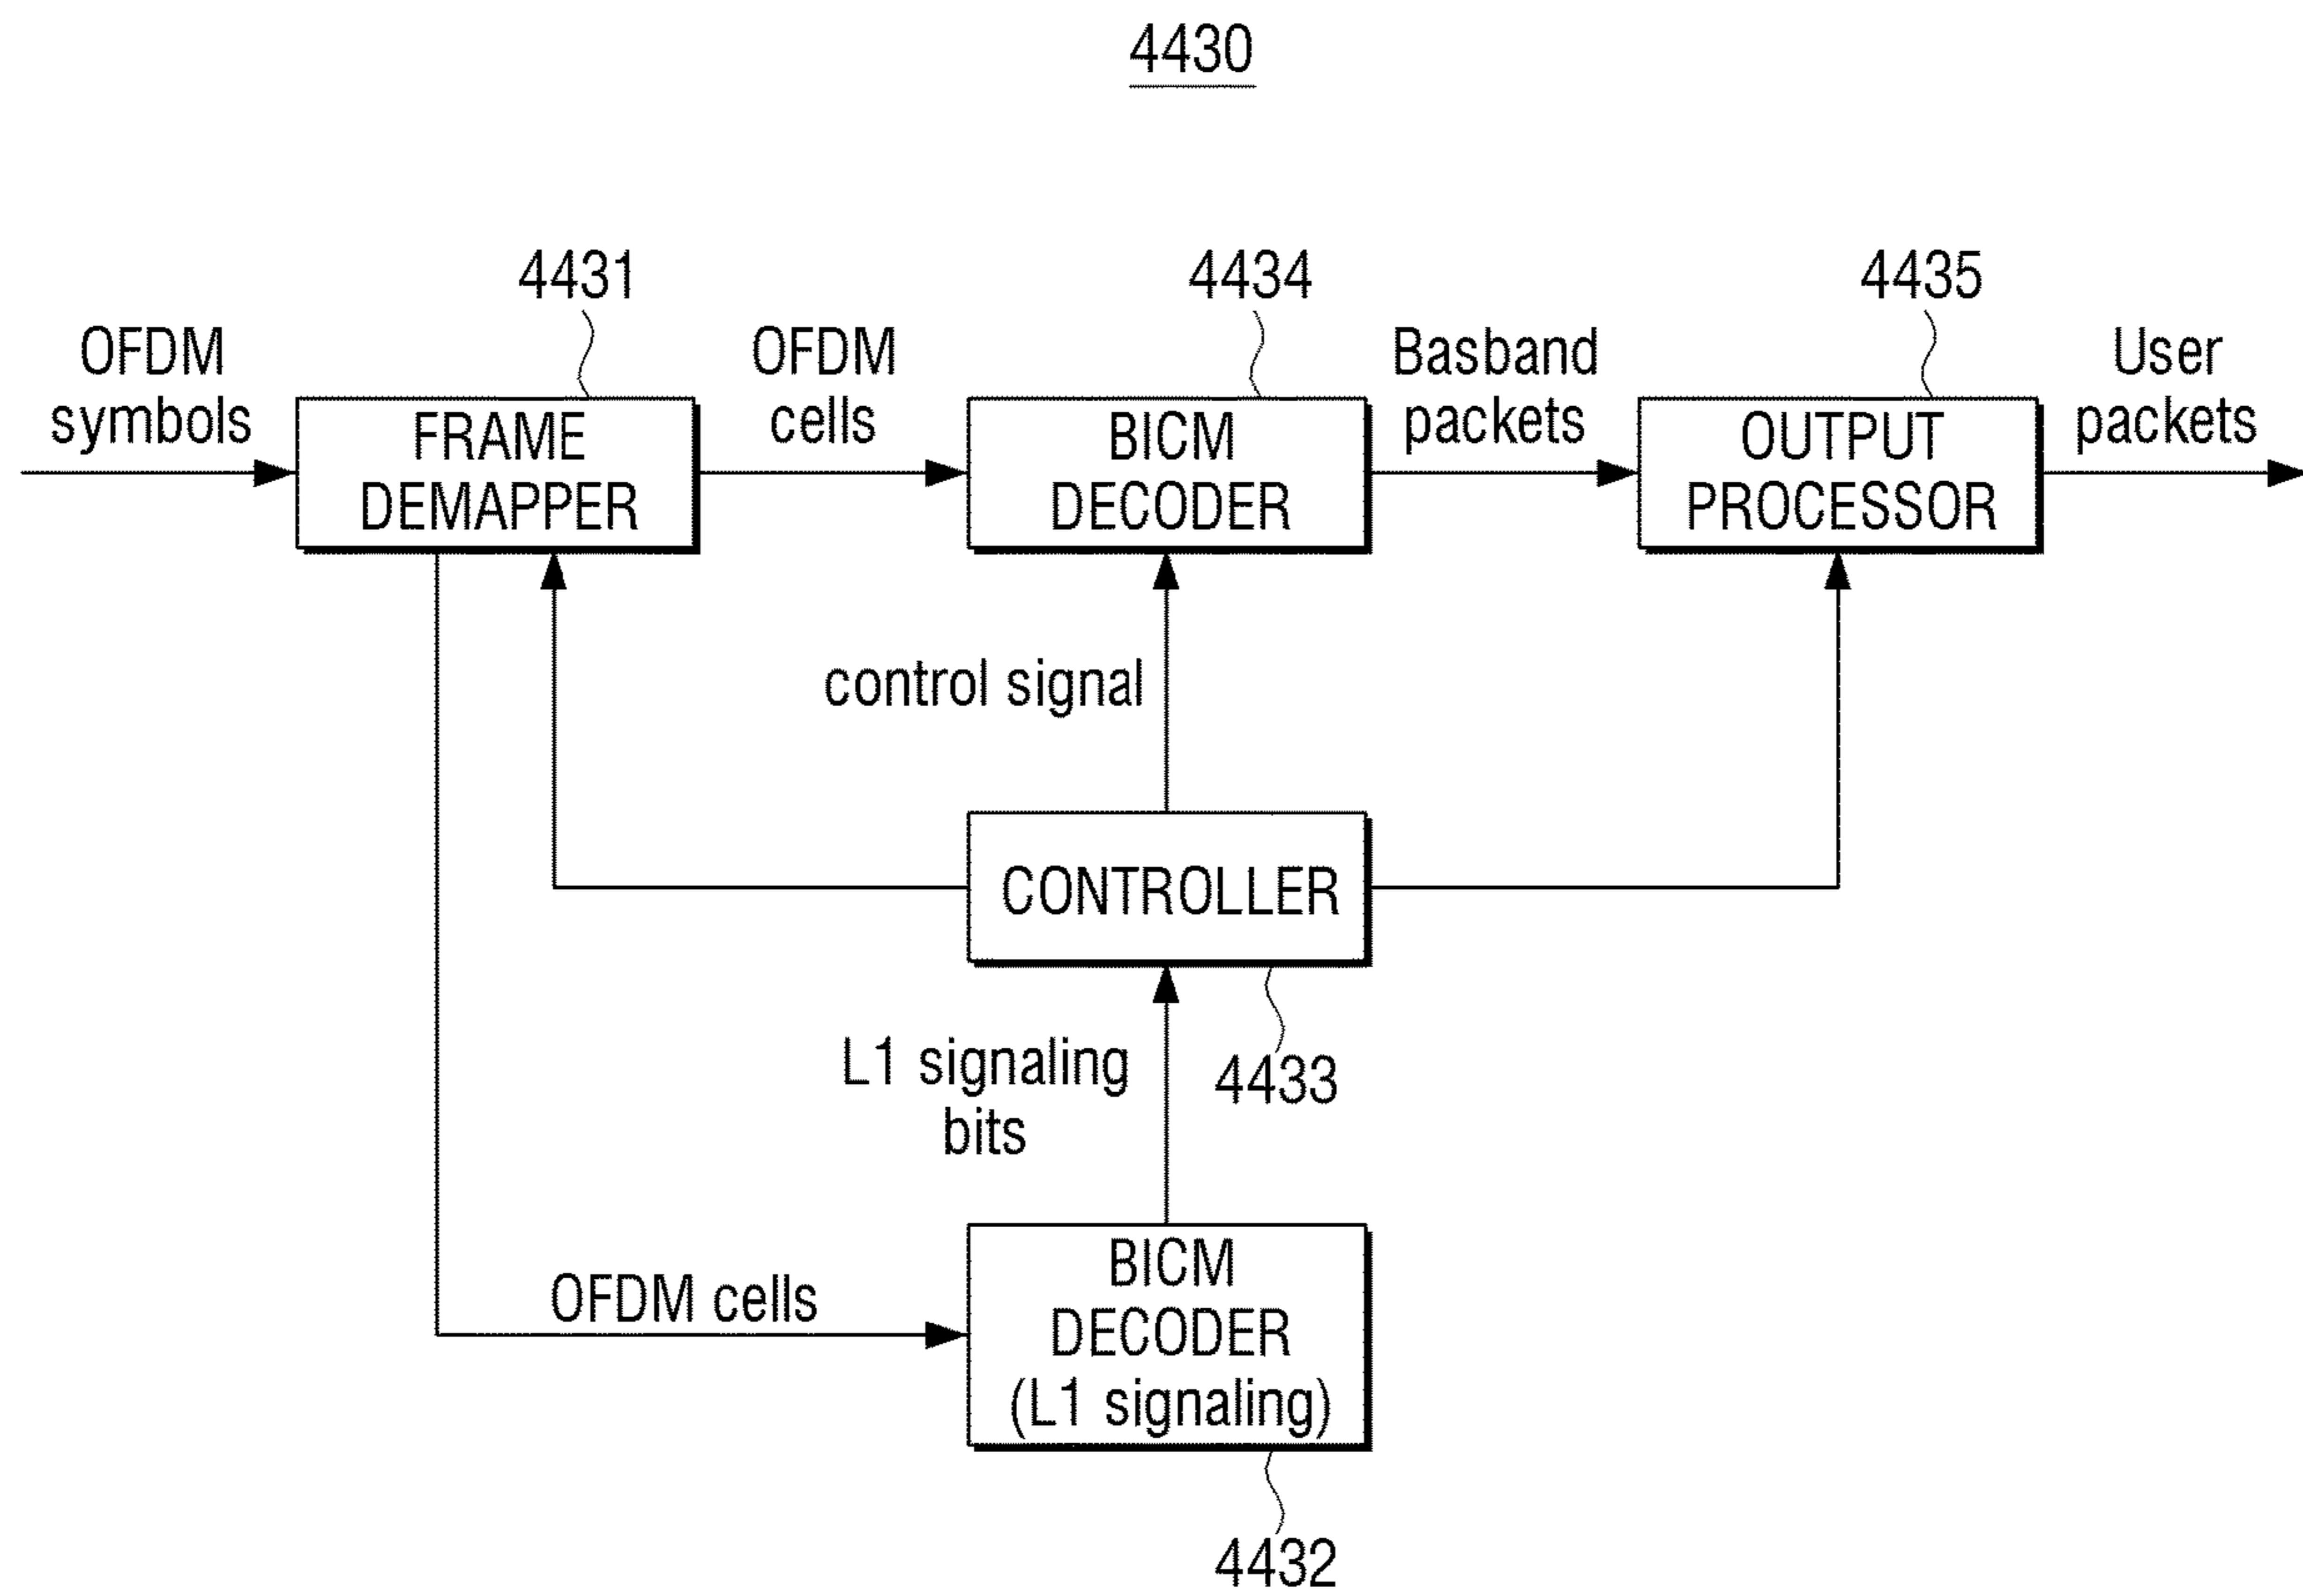 4430
4431
4434
4435
OFDM
symbols
FRAME
DEMAPPER
OFDM
cells
BICM
DECODER
Basband
packets
OUTPUT
PROCESSOR
User
packets
control signal
CONTROLLER
4433
L1 signaling
bits
OFDM cells
BICM
DECODER
(L1 signaling)
4432